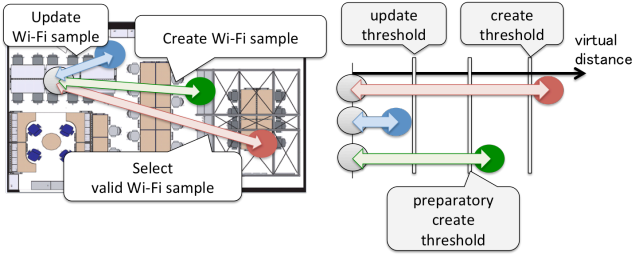 Update
Wi-Fi sample
Create Wi-Fi sample
Select
valid Wi-Fi sample
update
threshold
create
threshold
virtual
distance
preparatory
create
threshold